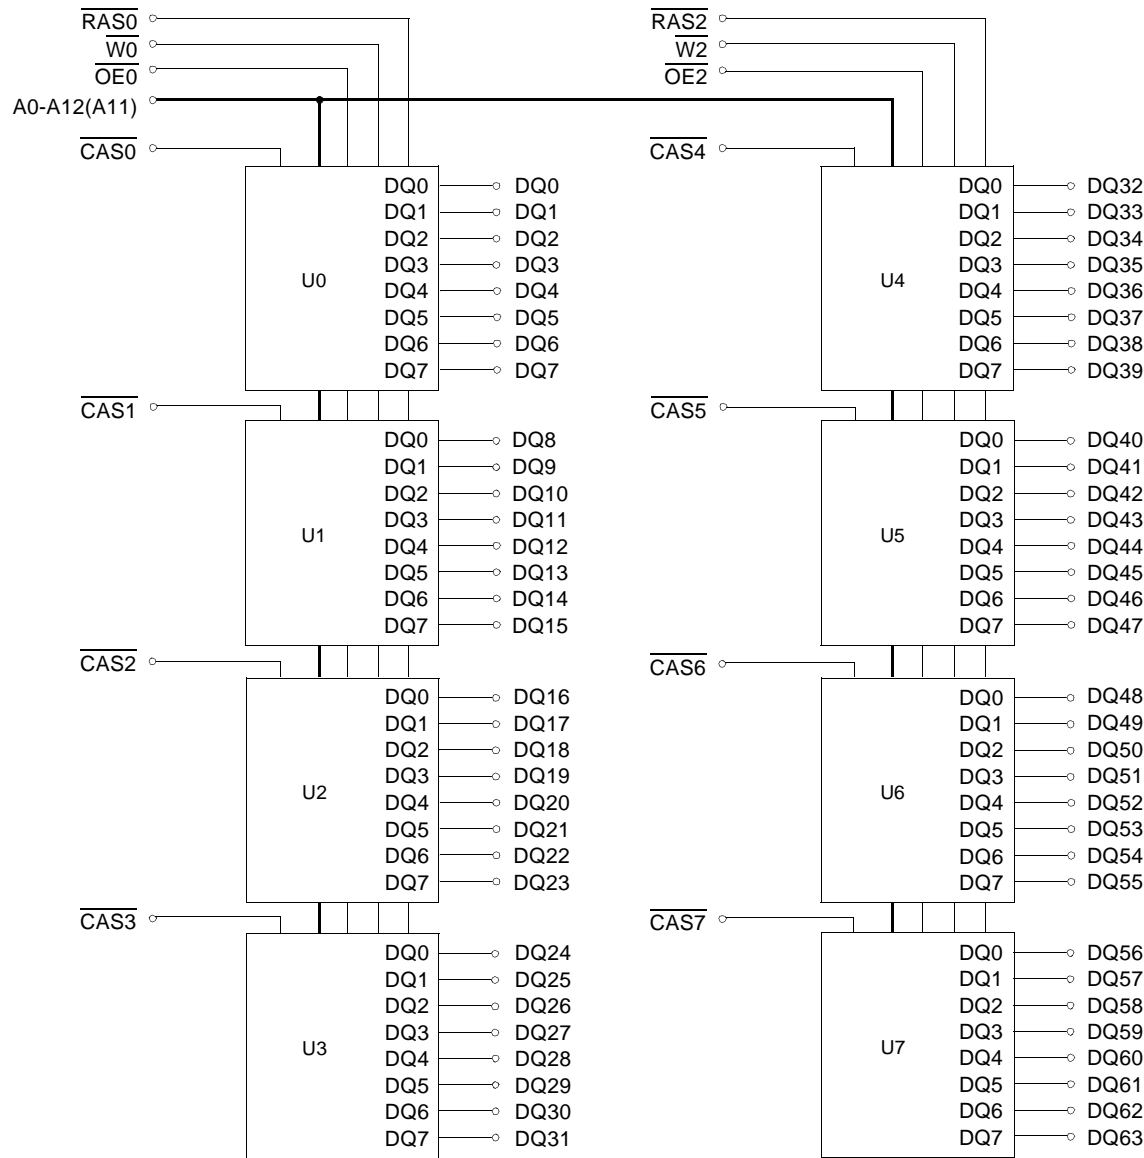 RAS0
W0
OE0
A0-A12(A11)
CAS0
U0
DQ0 DQ0
DQ1 DQ1
DQ2 DQ2
DQ3 DQ3
DQ4 DQ4
DQ5 DQ5
DQ6 DQ6
DQ7 DQ7
CAS1
U1
DQ0 DQ8
DQ1 DQ9
DQ2 DQ10
DQ3 DQ11
DQ4 DQ12
DQ5 DQ13
DQ6 DQ14
DQ7 DQ15
CAS2
U2
DQ0 DQ16
DQ1 DQ17
DQ2 DQ18
DQ3 DQ19
DQ4 DQ20
DQ5 DQ21
DQ6 DQ22
DQ7 DQ23
CAS3
U3
DQ0 DQ24
DQ1 DQ25
DQ2 DQ26
DQ3 DQ27
DQ4 DQ28
DQ5 DQ29
DQ6 DQ30
DQ7 DQ31
RAS2
W2
OE2
CAS4
U4
DQ0 DQ32
DQ1 DQ33
DQ2 DQ34
DQ3 DQ35
DQ4 DQ36
DQ5 DQ37
DQ6 DQ38
DQ7 DQ39
CAS5
U5
DQ0 DQ40
DQ1 DQ41
DQ2 DQ42
DQ3 DQ43
DQ4 DQ44
DQ5 DQ45
DQ6 DQ46
DQ7 DQ47
CAS6
U6
DQ0 DQ48
DQ1 DQ49
DQ2 DQ50
DQ3 DQ51
DQ4 DQ52
DQ5 DQ53
DQ6 DQ54
DQ7 DQ55
CAS7
U7
DQ0 DQ56
DQ1 DQ57
DQ2 DQ58
DQ3 DQ59
DQ4 DQ60
DQ5 DQ61
DQ6 DQ62
DQ7 DQ63